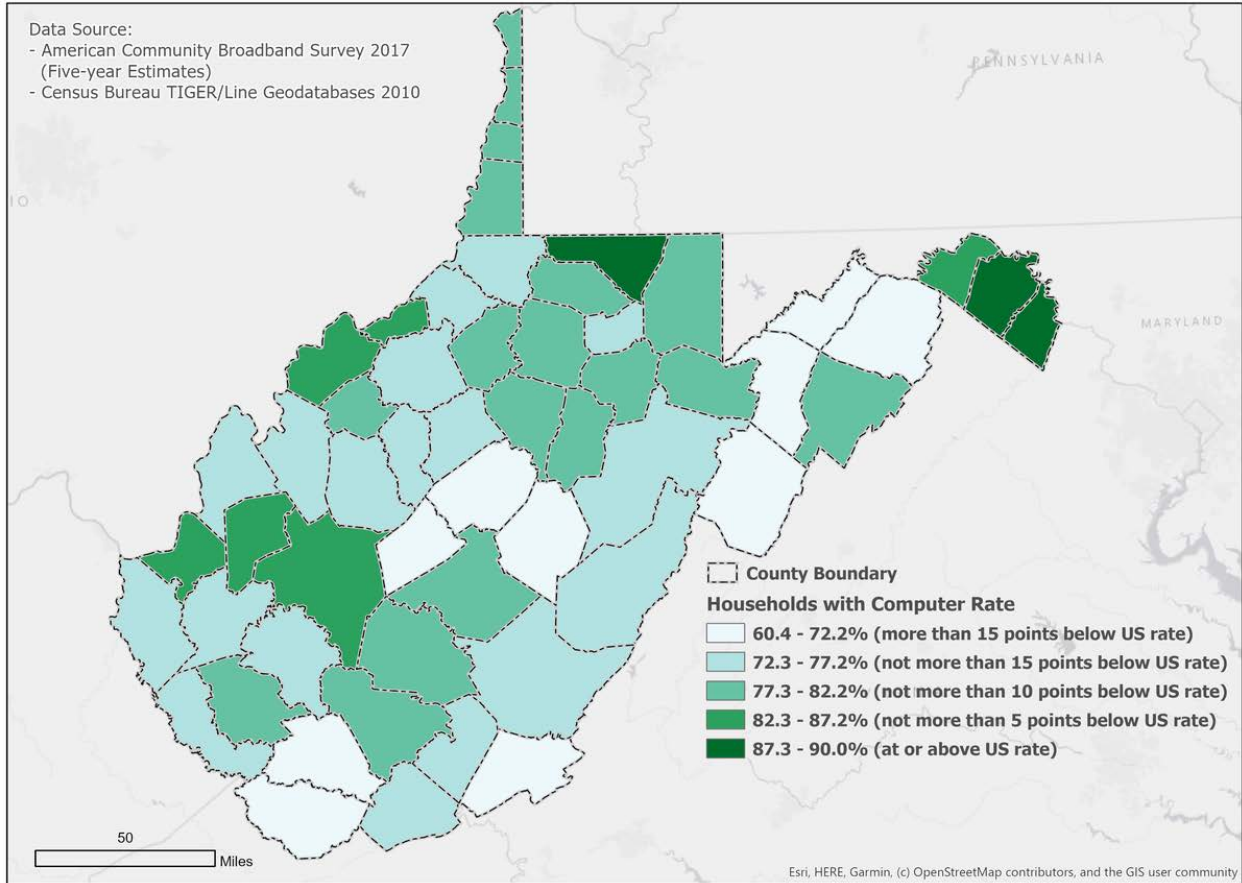 Data Source:
- American Community Broadband Survey 2017
(Five-year Estimates)
- Census Bureau TIGER/Line Geodatabases 2010
PENNSYLVANIA
IO
MARYLAND
County Boundary
Households with Computer Rate
60.4 - 72.2% (more than 15 points below US rate)
72.3 - 77.2% (not more than 15 points below US rate)
77.3 - 82.2% (not more than 10 points below US rate)
82.3 - 87.2% (not more than 5 points below US rate)
87.3 - 90.0% (at or above US rate)
50
Miles
Esri, HERE, Garmin, (c) OpenStreetMap contributors, and the GIS user community